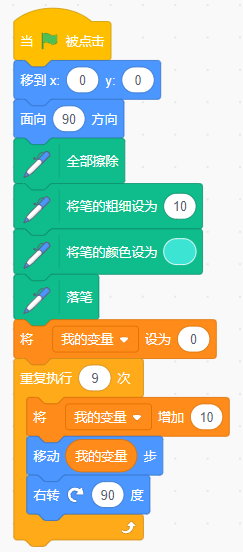 当 被点击
移到 x: 0 y: 0
面向 90 方向
全部擦除
将笔的粗细设为 10
将笔的颜色设为
落笔
将 我的变量 设为 0
重复执行 9 次
将 我的变量 增加 10
移动 我的变量 步
右转 90 度